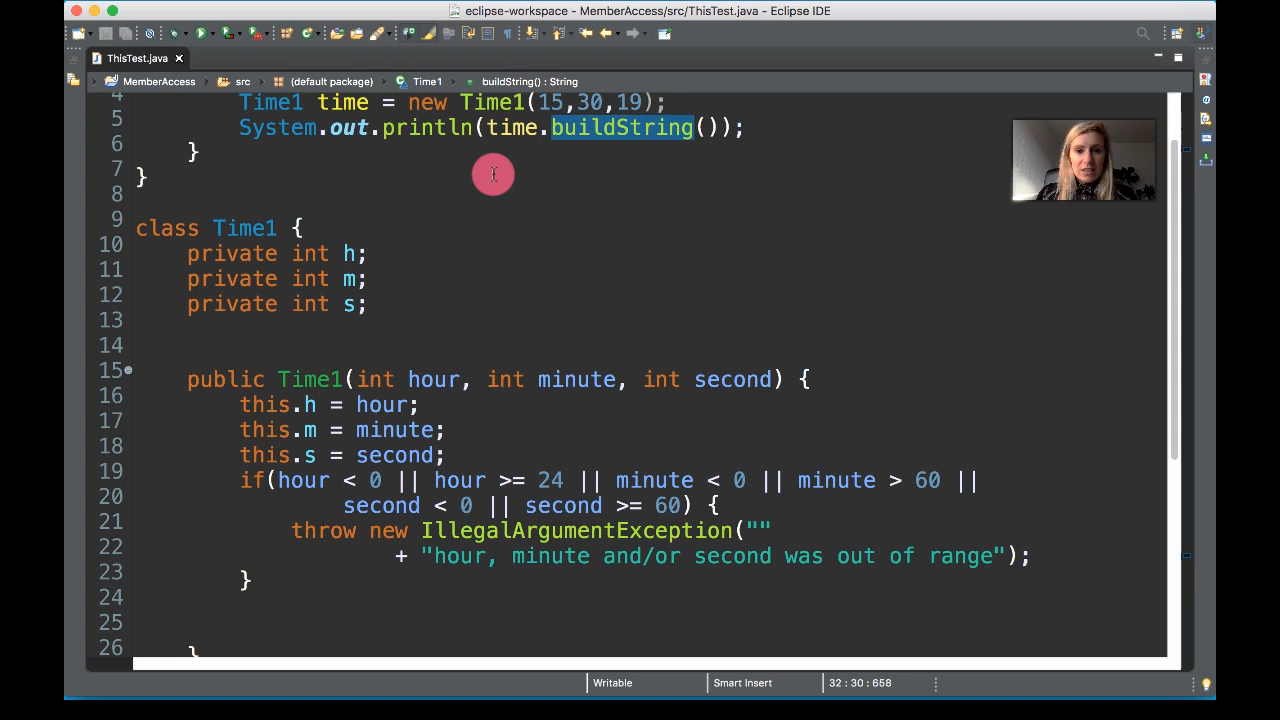 eclipse-workspace - MemberAccess/src/ThisTest.java - Eclipse IDE
ThisTest.java
MemberAccess src (default package) Time1 buildString() : String
4 Time1 time = new Time1(15,30,19);
5 System.out.println(time.buildString());
6 }
7 }
8
9 class Time1 {
10 private int h;
11 private int m;
12 private int s;
13
14
15 public Time1(int hour, int minute, int second) {
16 this.h = hour;
17 this.m = minute;
18 this.s = second;
19 if(hour < 0 || hour >= 24 || minute < 0 || minute > 60 ||
20 second < 0 || second >= 60) {
21 throw new IllegalArgumentException(""
22 + "hour, minute and/or second was out of range");
23 }
24
25
26 }
Writable Smart Insert 32 : 30 : 658